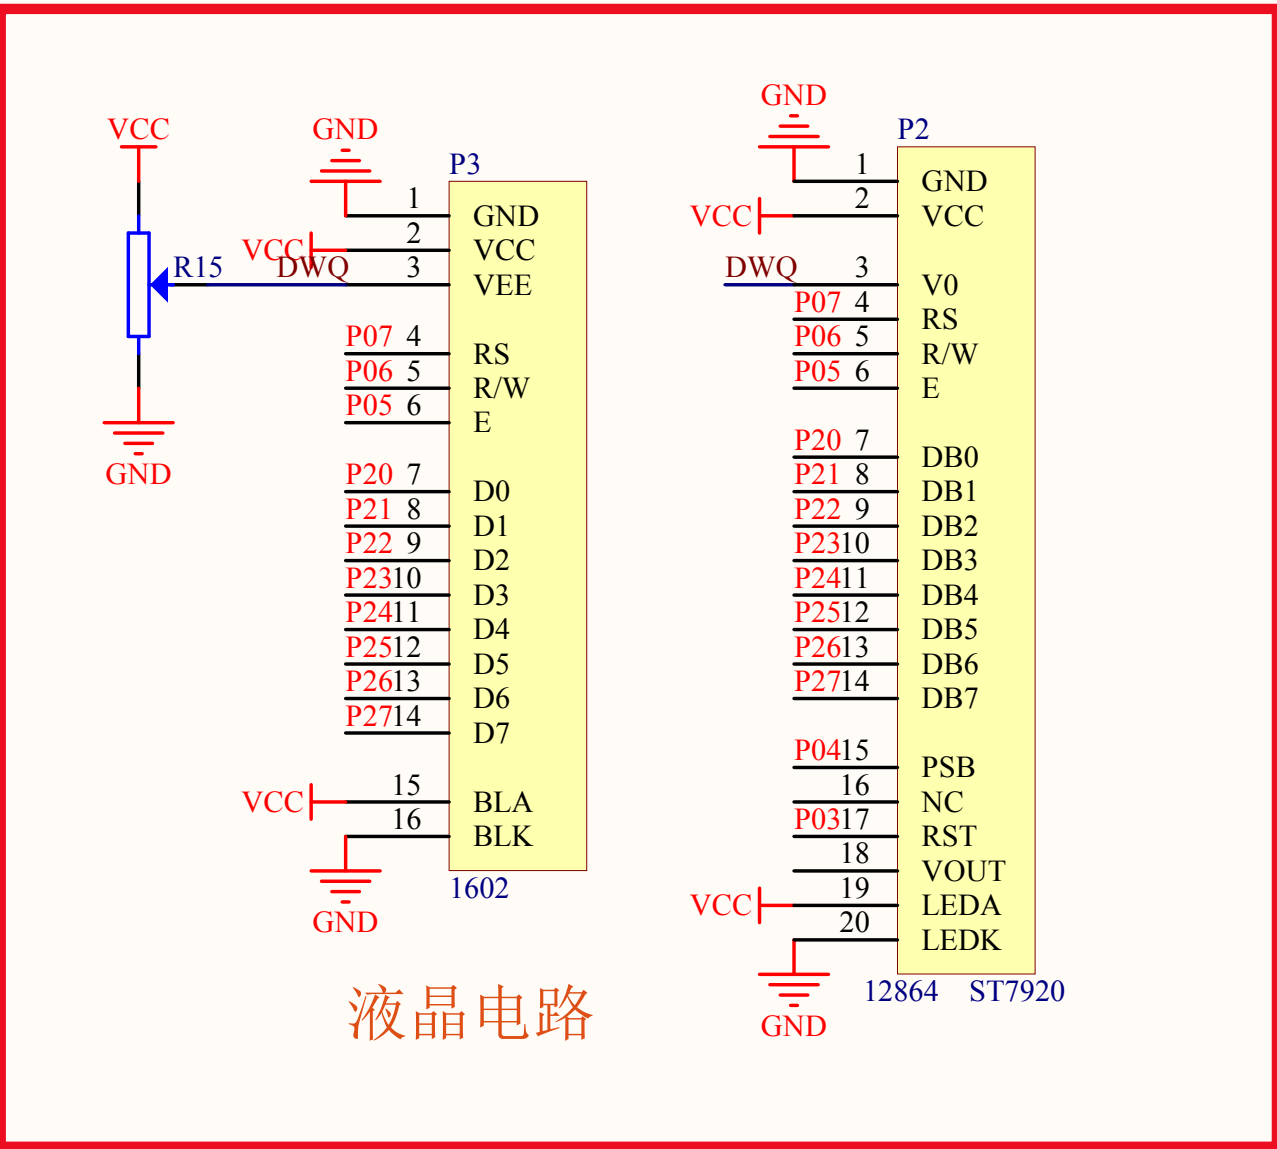 VCC
R15
GND
GND
P3
VCC
DWQ
1 GND
2 VCC
3 VEE
P07 4 RS
P06 5 R/W
P05 6 E
P20 7 D0
P21 8 D1
P22 9 D2
P23 10 D3
P24 11 D4
P25 12 D5
P26 13 D6
P27 14 D7
VCC 15 BLA
16 BLK
GND
1602
GND
P2
1 GND
VCC 2 VCC
DWQ 3 V0
P07 4 RS
P06 5 R/W
P05 6 E
P20 7 DB0
P21 8 DB1
P22 9 DB2
P23 10 DB3
P24 11 DB4
P25 12 DB5
P26 13 DB6
P27 14 DB7
P04 15 PSB
16 NC
P03 17 RST
18 VOUT
VCC 19 LEDA
20 LEDK
GND
12864 ST7920
液晶电路